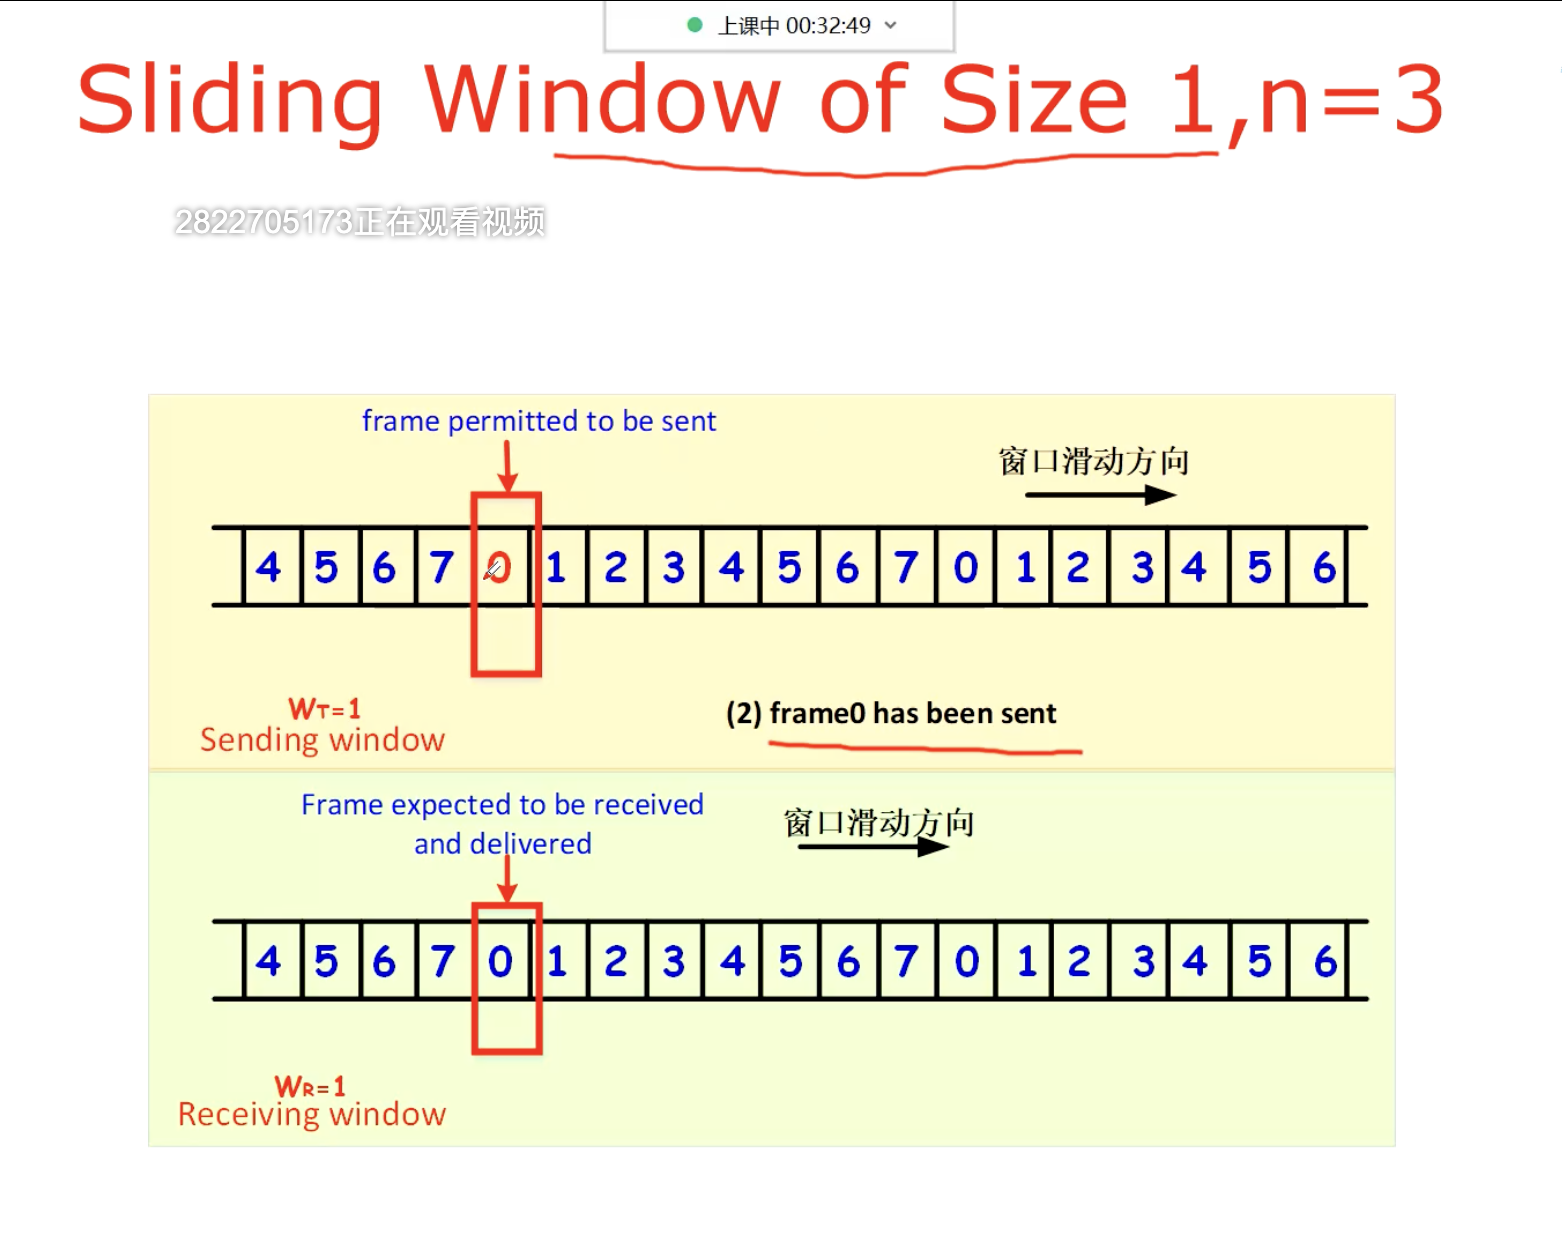 上课中 00:32:49
Sliding Window of Size 1,n=3
2822705173正在观看视频
frame permitted to be sent
窗口滑动方向
4 5 6 7 0 1 2 3 4 5 6 7 0 1 2 3 4 5 6
WT=1
Sending window
(2) frame0 has been sent
Frame expected to be received
and delivered
窗口滑动方向
4 5 6 7 0 1 2 3 4 5 6 7 0 1 2 3 4 5 6
WR=1
Receiving window